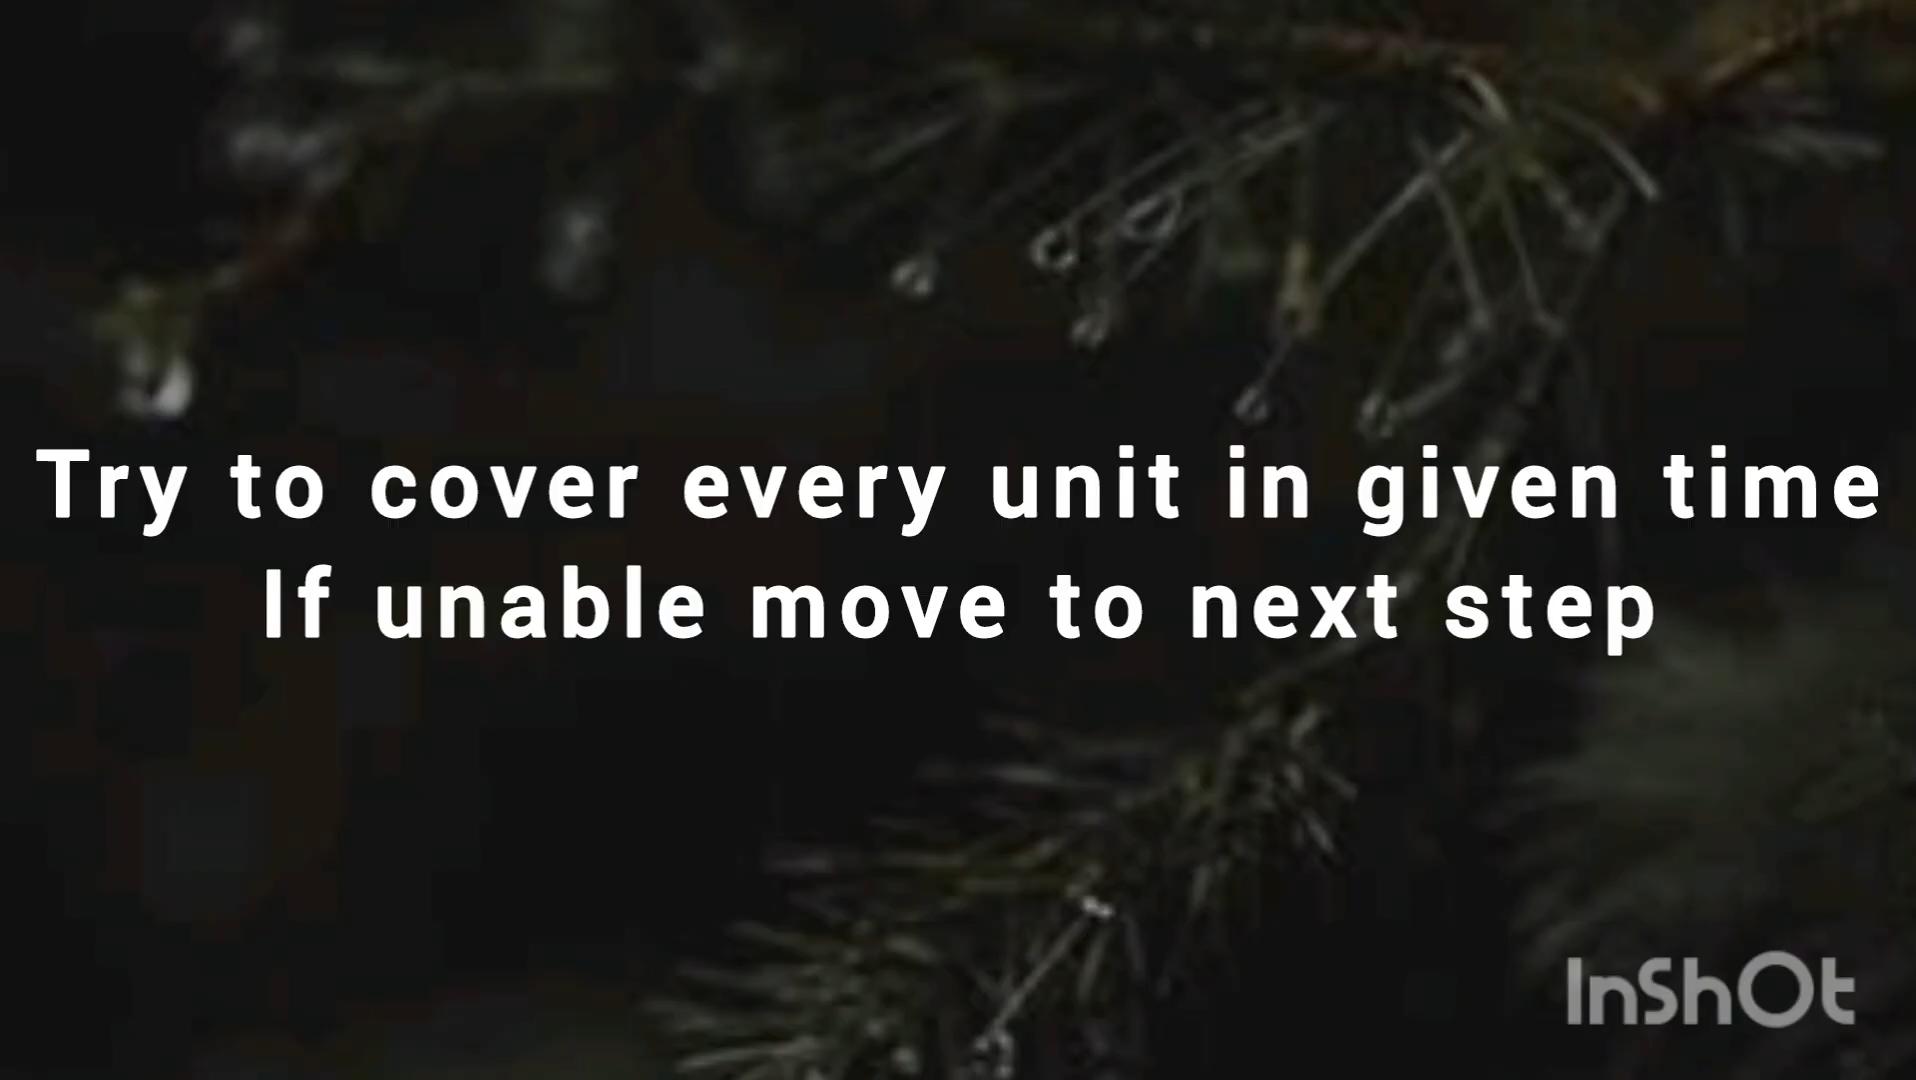 Try to cover every unit in given time
If unable move to next step
InShOt